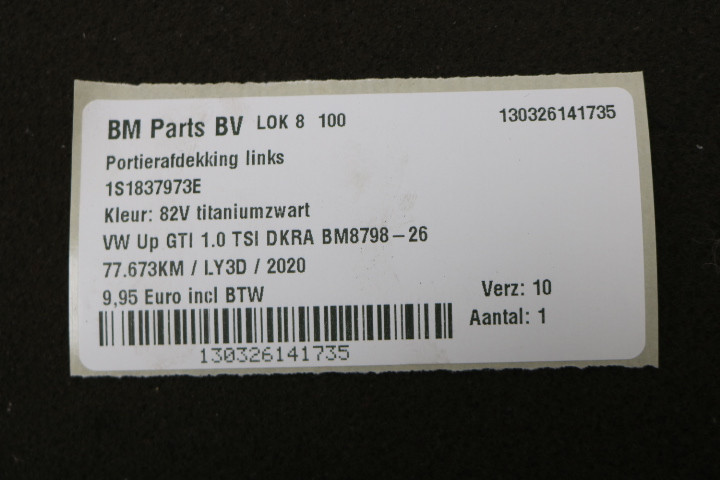 BM Parts BV LOK 8 100 130326141735
Portierafdekking links
1S1837973E
Kleur: 82V titaniumzwart
VW Up GTI 1.0 TSI DKRA BM8798-26
77.673KM / LY3D / 2020
9,95 Euro incl BTW Verz: 10
Aantal: 1
130326141735